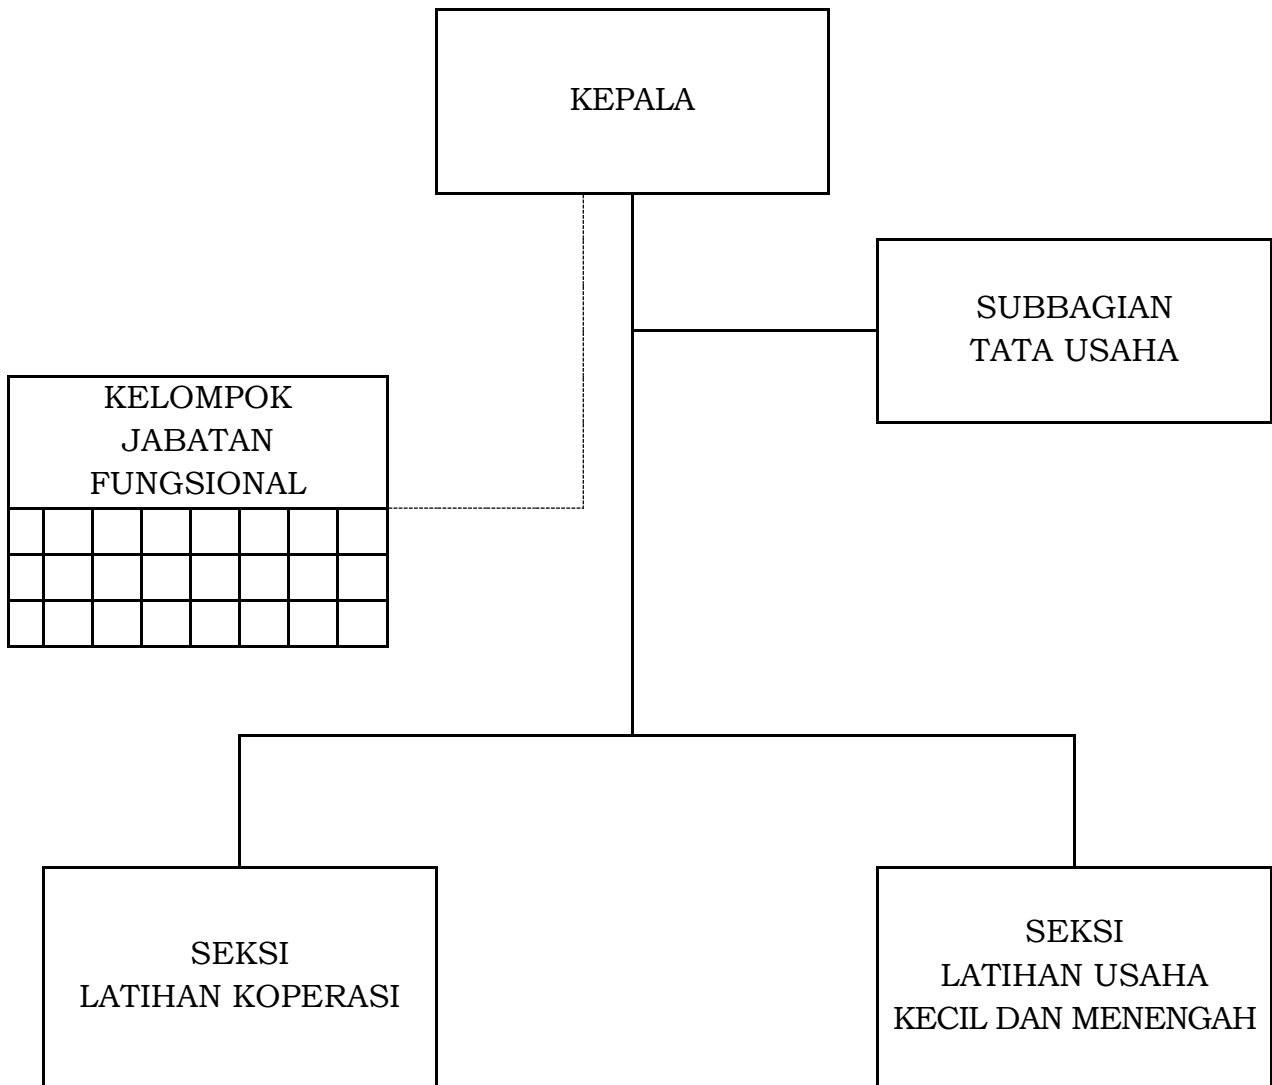 KEPALA
SUBBAGIAN
TATA USAHA
KELOMPOK
JABATAN
FUNGSIONAL
SEKSI
LATIHAN KOPERASI
SEKSI
LATIHAN USAHA
KECIL DAN MENENGAH